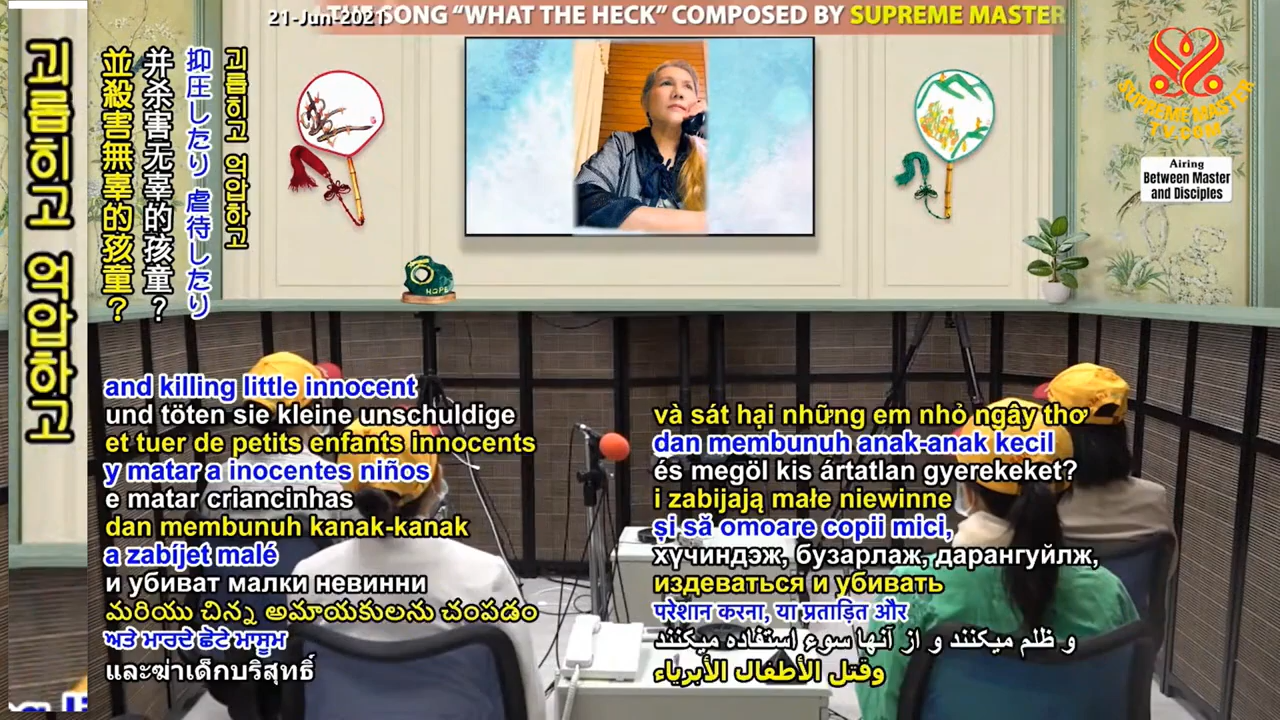 21-Jun-2021
THE SONG “WHAT THE HECK” COMPOSED BY SUPREME MASTER
SUPREME MASTER
TV.COM
Airing
Between Master
and Disciples
HOPE
괴롭히고 억압하고
괴롭히고 억압하고
抑圧したり 虐待したり
并杀害无辜的孩童？
並殺害無辜的孩童？
and killing little innocent
und töten sie kleine unschuldige
et tuer de petits enfants innocents
y matar a inocentes niños
e matar criancinhas
dan membunuh kanak-kanak
a zabíjet malé
и убиват малки невинни
మరియు చిన్న అమాయకులను చంపడం
ਅਤੇ ਮਾਰਦੇ ਛੋਟੇ ਮਾਸੂਮ
และฆ่าเด็กบริสุทธิ์
và sát hại những em nhỏ ngây thơ
dan membunuh anak-anak kecil
és megöl kis ártatlan gyerekeket?
i zabijają małe niewinne
și să omoare copii mici,
хүчиндэж, бузарлаж, дарангуйлж,
издеваться и убивать
परेशान करना, या प्रताड़ित और
و ظلم میکنند و از آنها سوء استفاده میکنند
وقتل الأطفال الأبرياء